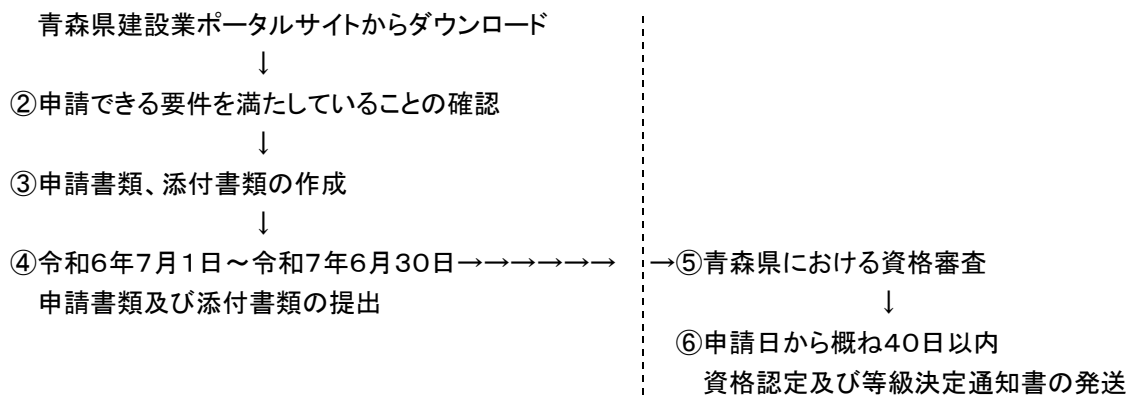 青森県建設業ポータルサイトからダウンロード
↓
②申請できる要件を満たしていることの確認
↓
③申請書類、添付書類の作成
↓
④令和6年7月1日~令和7年6月30日→→→→→→ →⑤青森県における資格審査
申請書類及び添付書類の提出
↓
⑥申請日から概ね40日以内
資格認定及び等級決定通知書の発送